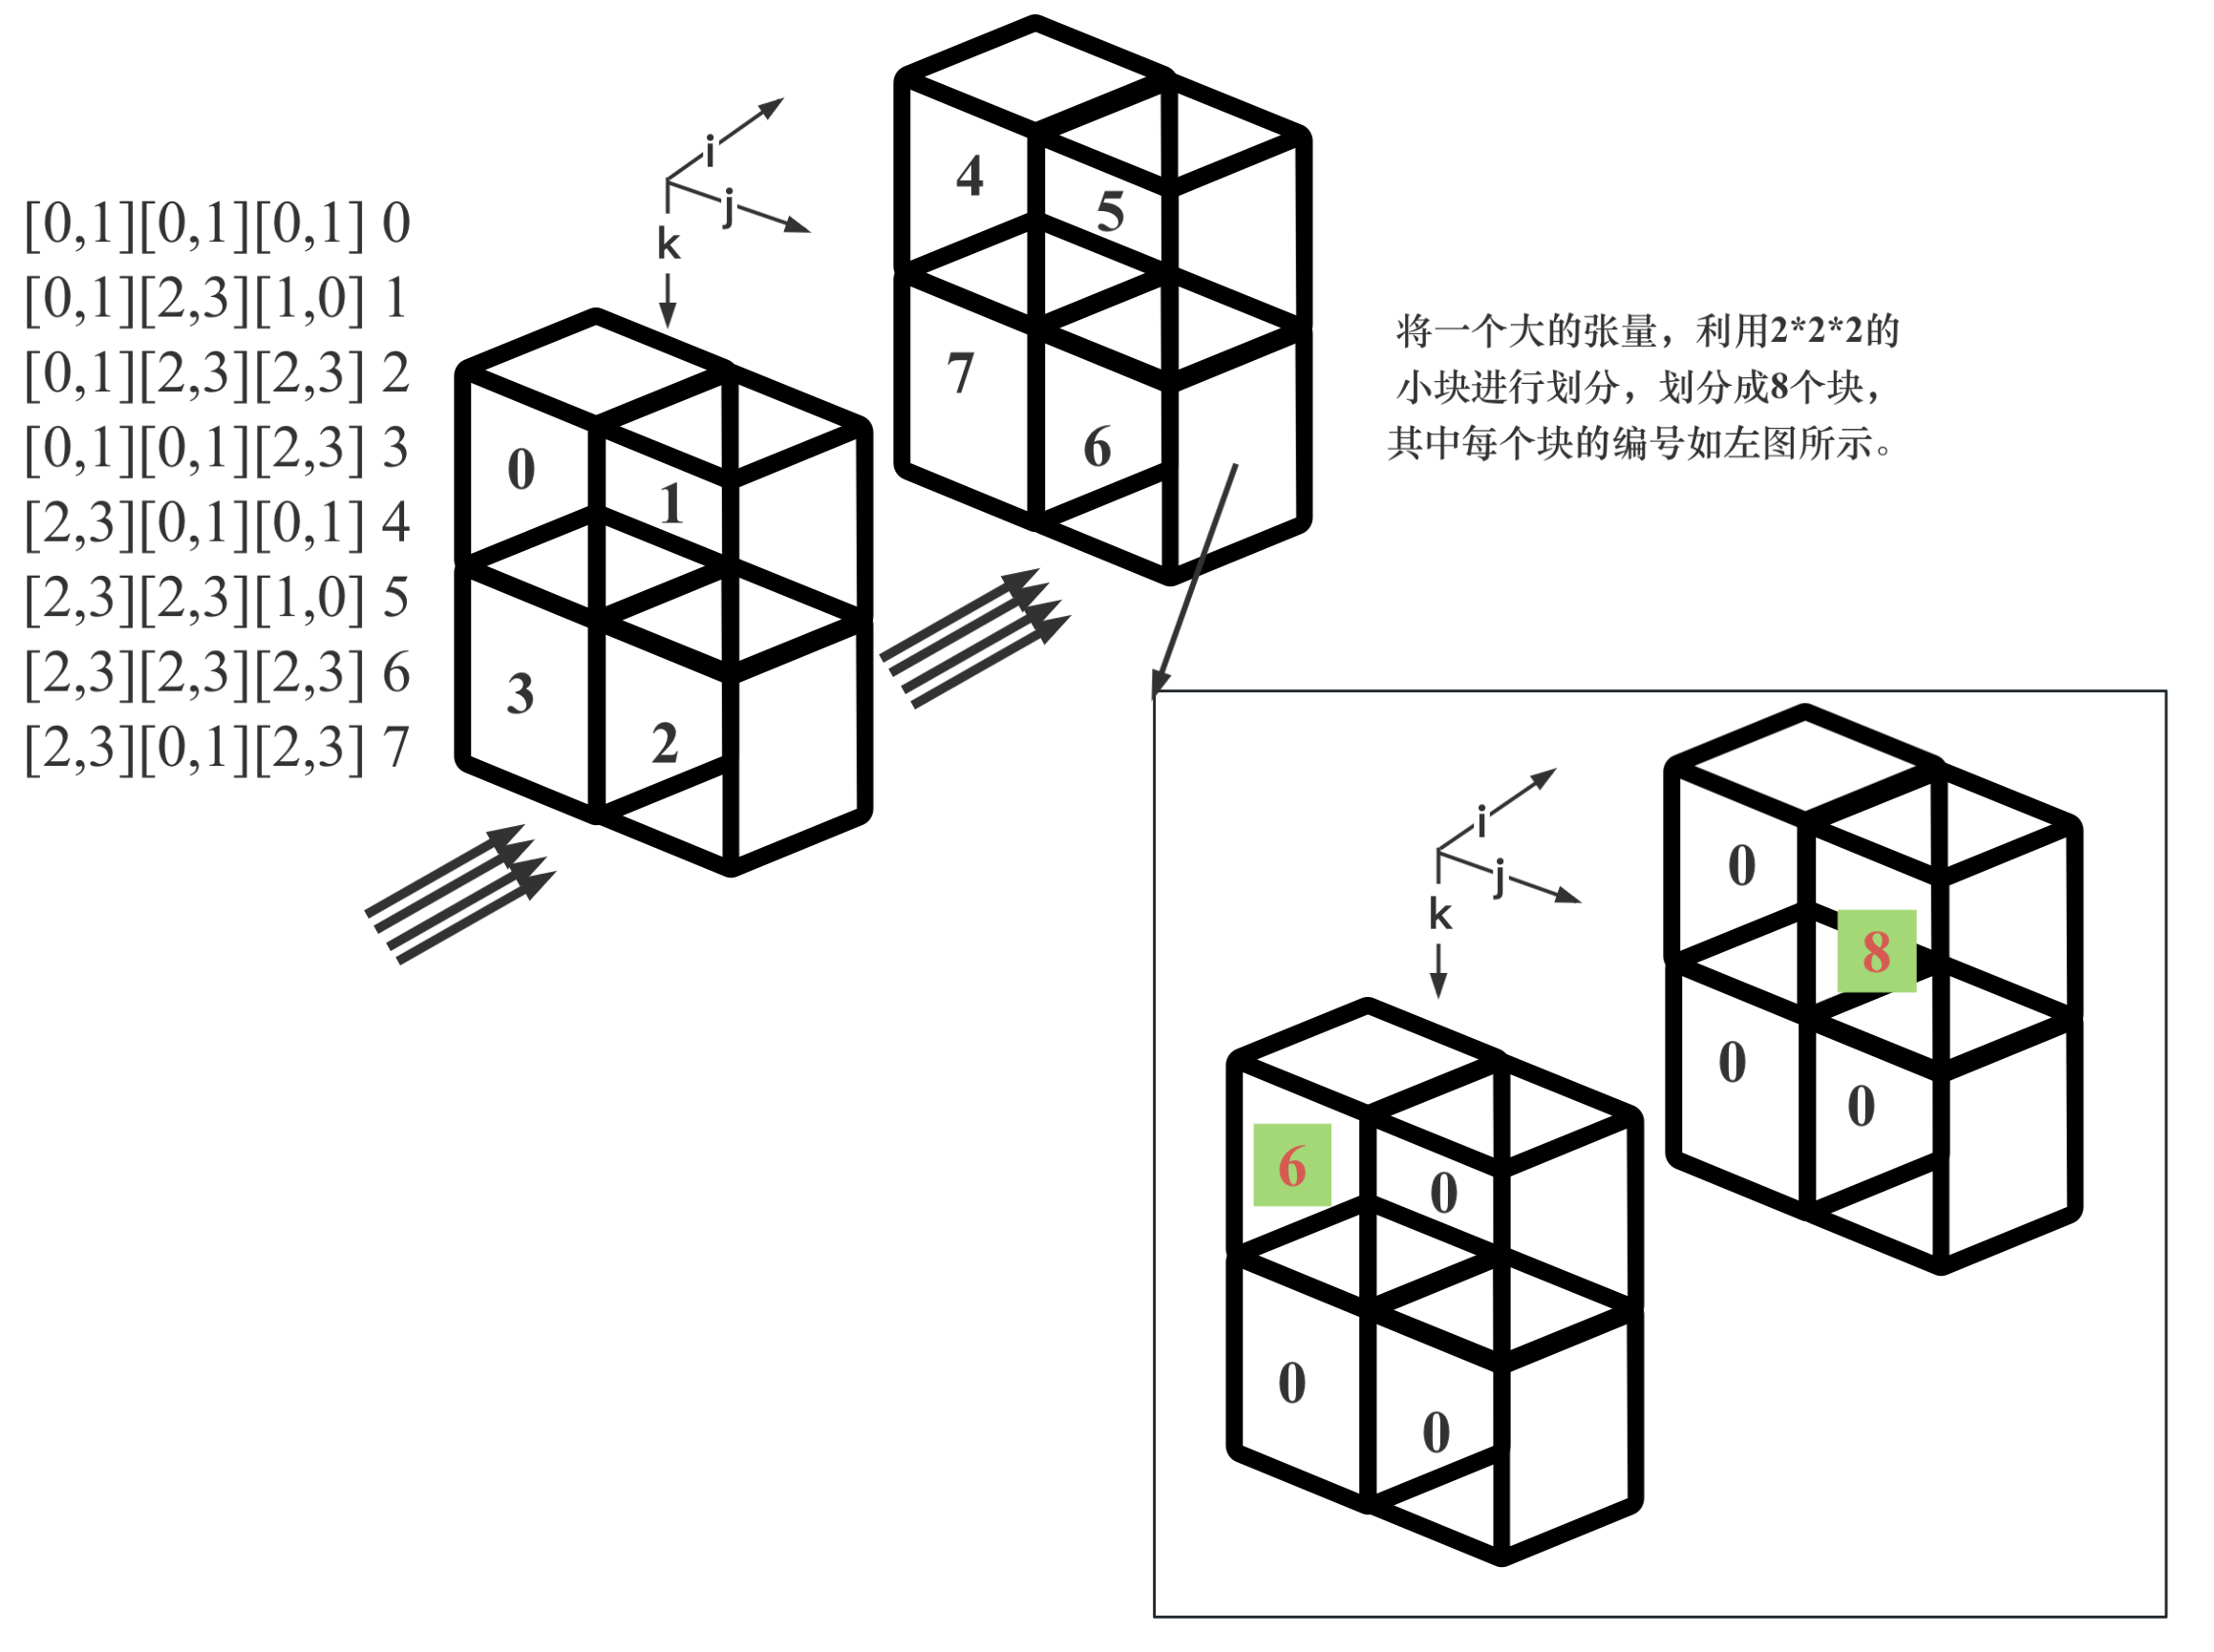 [0,1][0,1][0,1] 0
[0,1][2,3][1,0] 1
[0,1][2,3][2,3] 2
[0,1][0,1][2,3] 3
[2,3][0,1][0,1] 4
[2,3][2,3][1,0] 5
[2,3][2,3][2,3] 6
[2,3][0,1][2,3] 7
i
j
k
0
1
3
2
4
5
7
6
将一个大的张量，利用2*2*2的
小块进行划分，划分成8个块，
其中每个块的编号如左图所示。
i
j
k
6
0
0
0
0
8
0
0